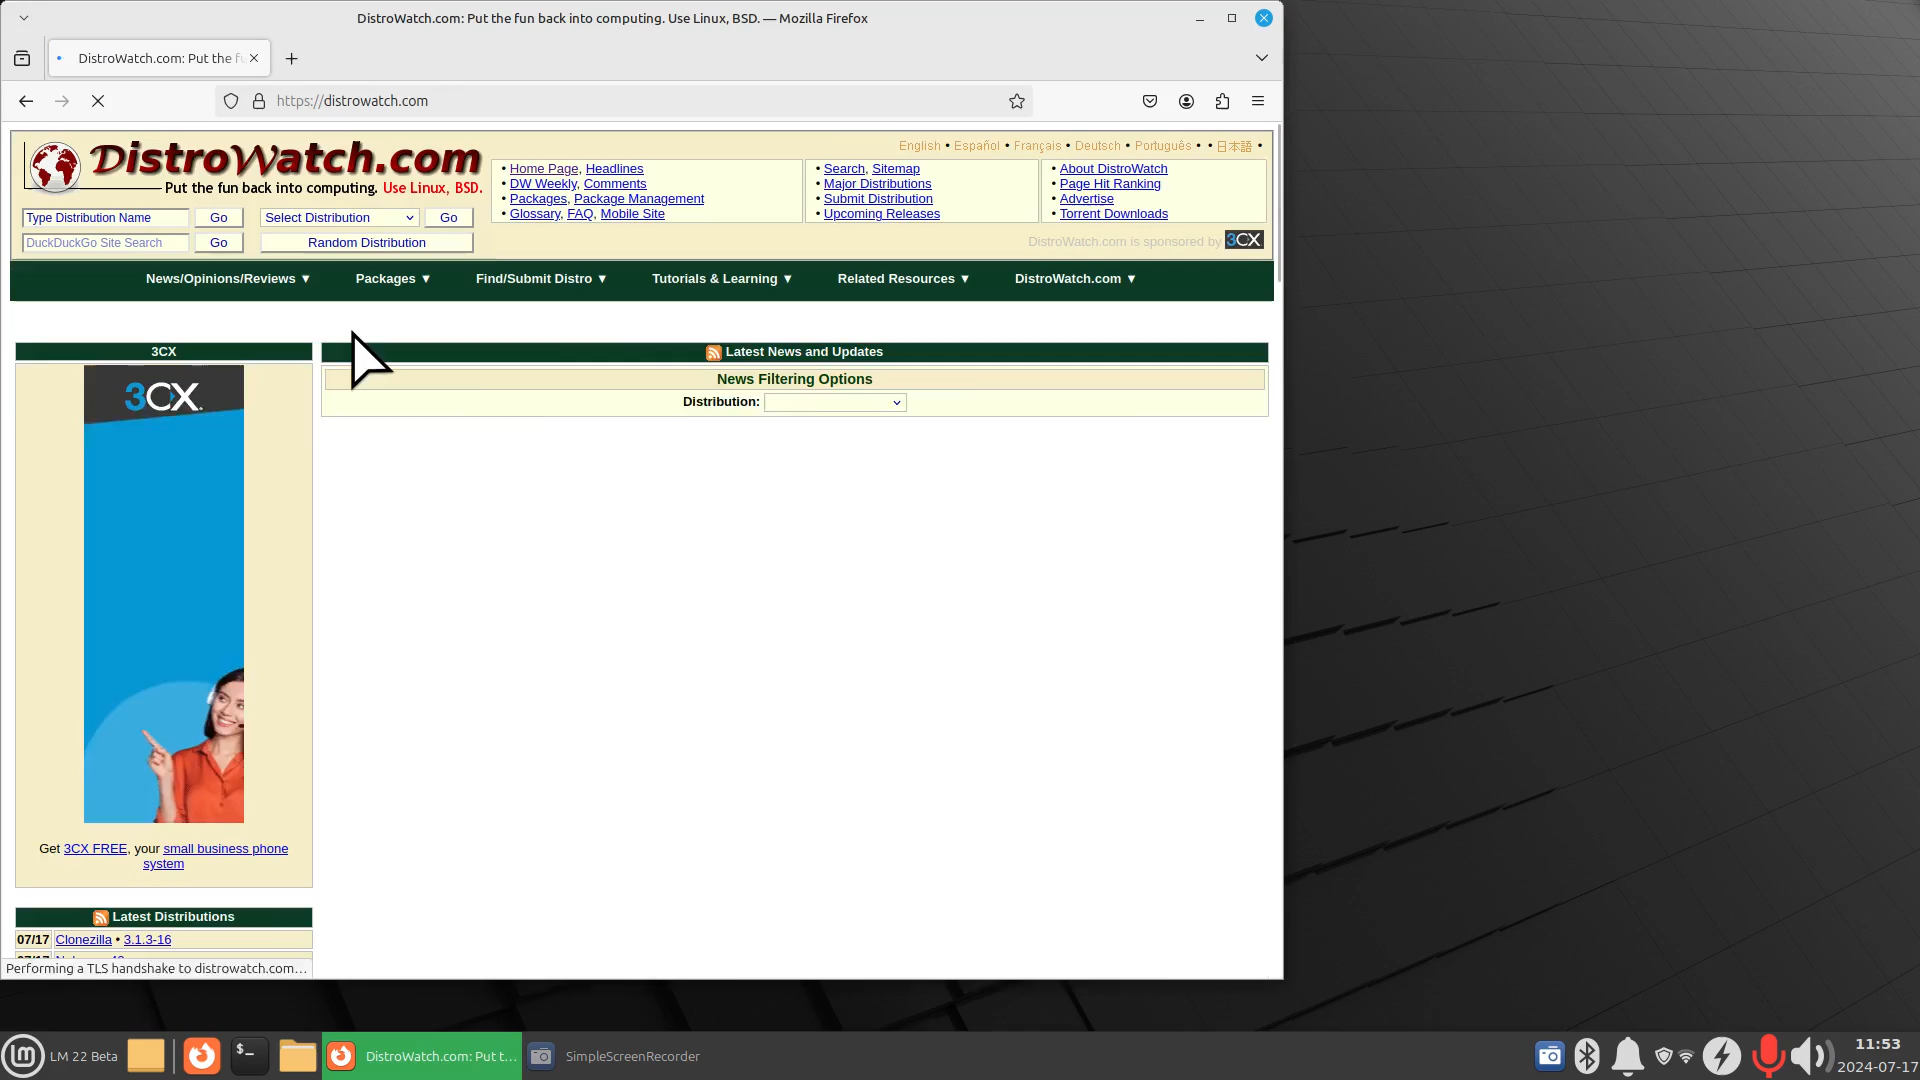 DistroWatch.com: Put the fun back into computing. Use Linux, BSD. — Mozilla Firefox
DistroWatch.com: Put the fu
https://distrowatch.com
DistroWatch.com
Put the fun back into computing. Use Linux, BSD.
English • Español • Français • Deutsch • Português • • 日本語 •
Type Distribution Name Go Select Distribution Go
DuckDuckGo Site Search Go Random Distribution
• Home Page, Headlines
• DW Weekly, Comments
• Packages, Package Management
• Glossary, FAQ, Mobile Site
• Search, Sitemap
• Major Distributions
• Submit Distribution
• Upcoming Releases
• About DistroWatch
• Page Hit Ranking
• Advertise
• Torrent Downloads
DistroWatch.com is sponsored by 3CX
News/Opinions/Reviews ▼ Packages ▼ Find/Submit Distro ▼ Tutorials & Learning ▼ Related Resources ▼ DistroWatch.com ▼
3CX
3CX.
Get 3CX FREE, your small business phone
system
Latest Distributions
07/17 Clonezilla • 3.1.3-16
Latest News and Updates
News Filtering Options
Distribution:
Performing a TLS handshake to distrowatch.com…
LM 22 Beta
DistroWatch.com: Put t...
SimpleScreenRecorder
11:53
2024-07-17